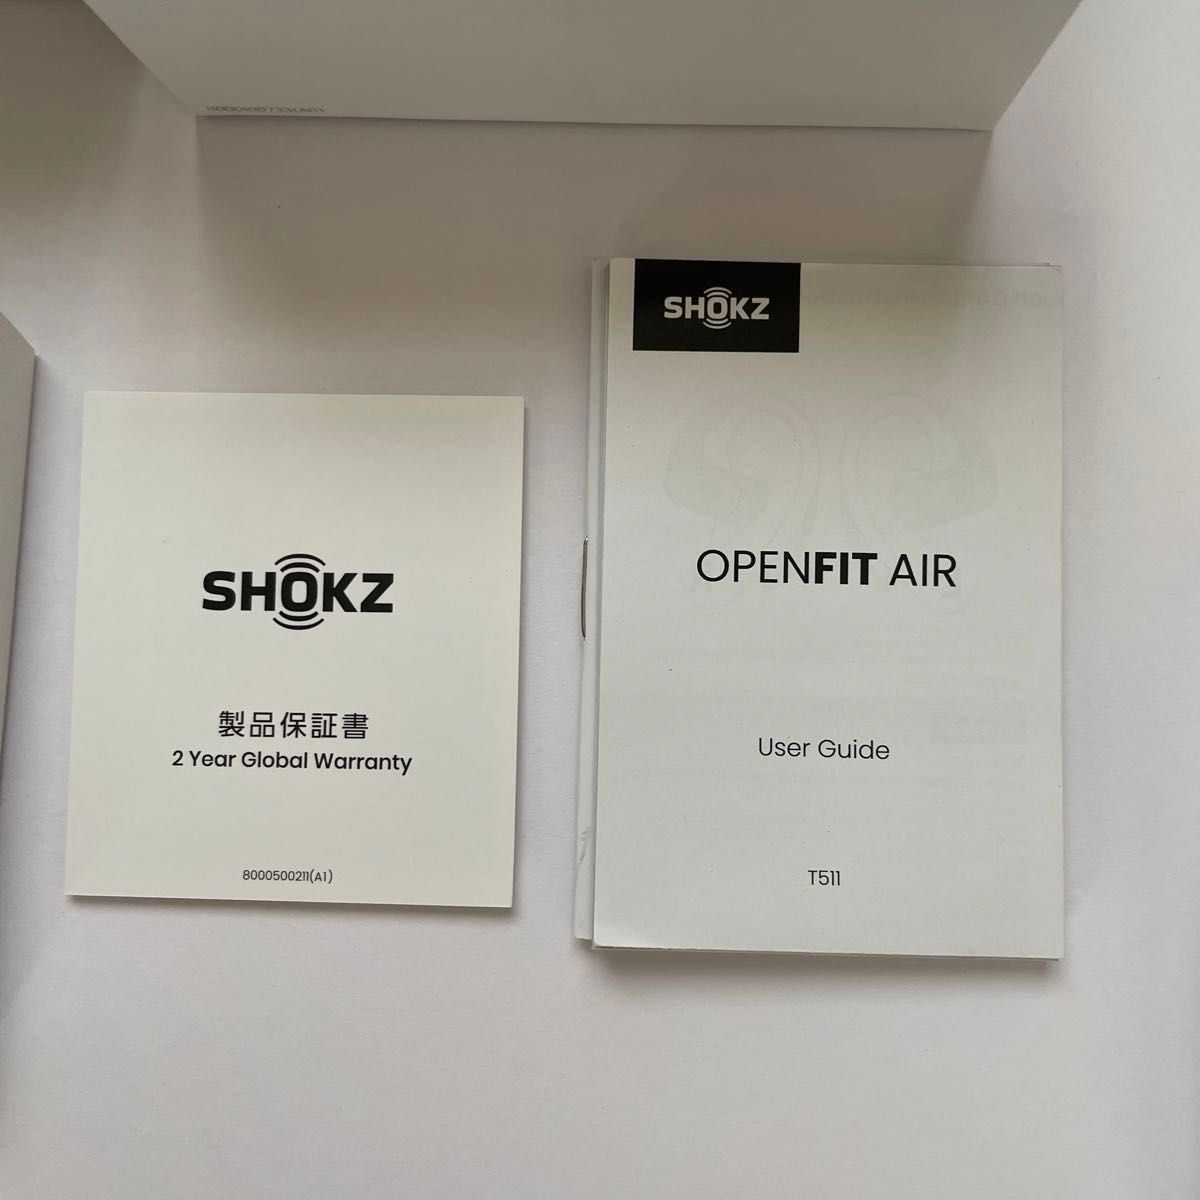 SHOKZ
製品保証書
2 Year Global Warranty
8000500211(A1)
SHOKZ
OPENFIT AIR
User Guide
T511